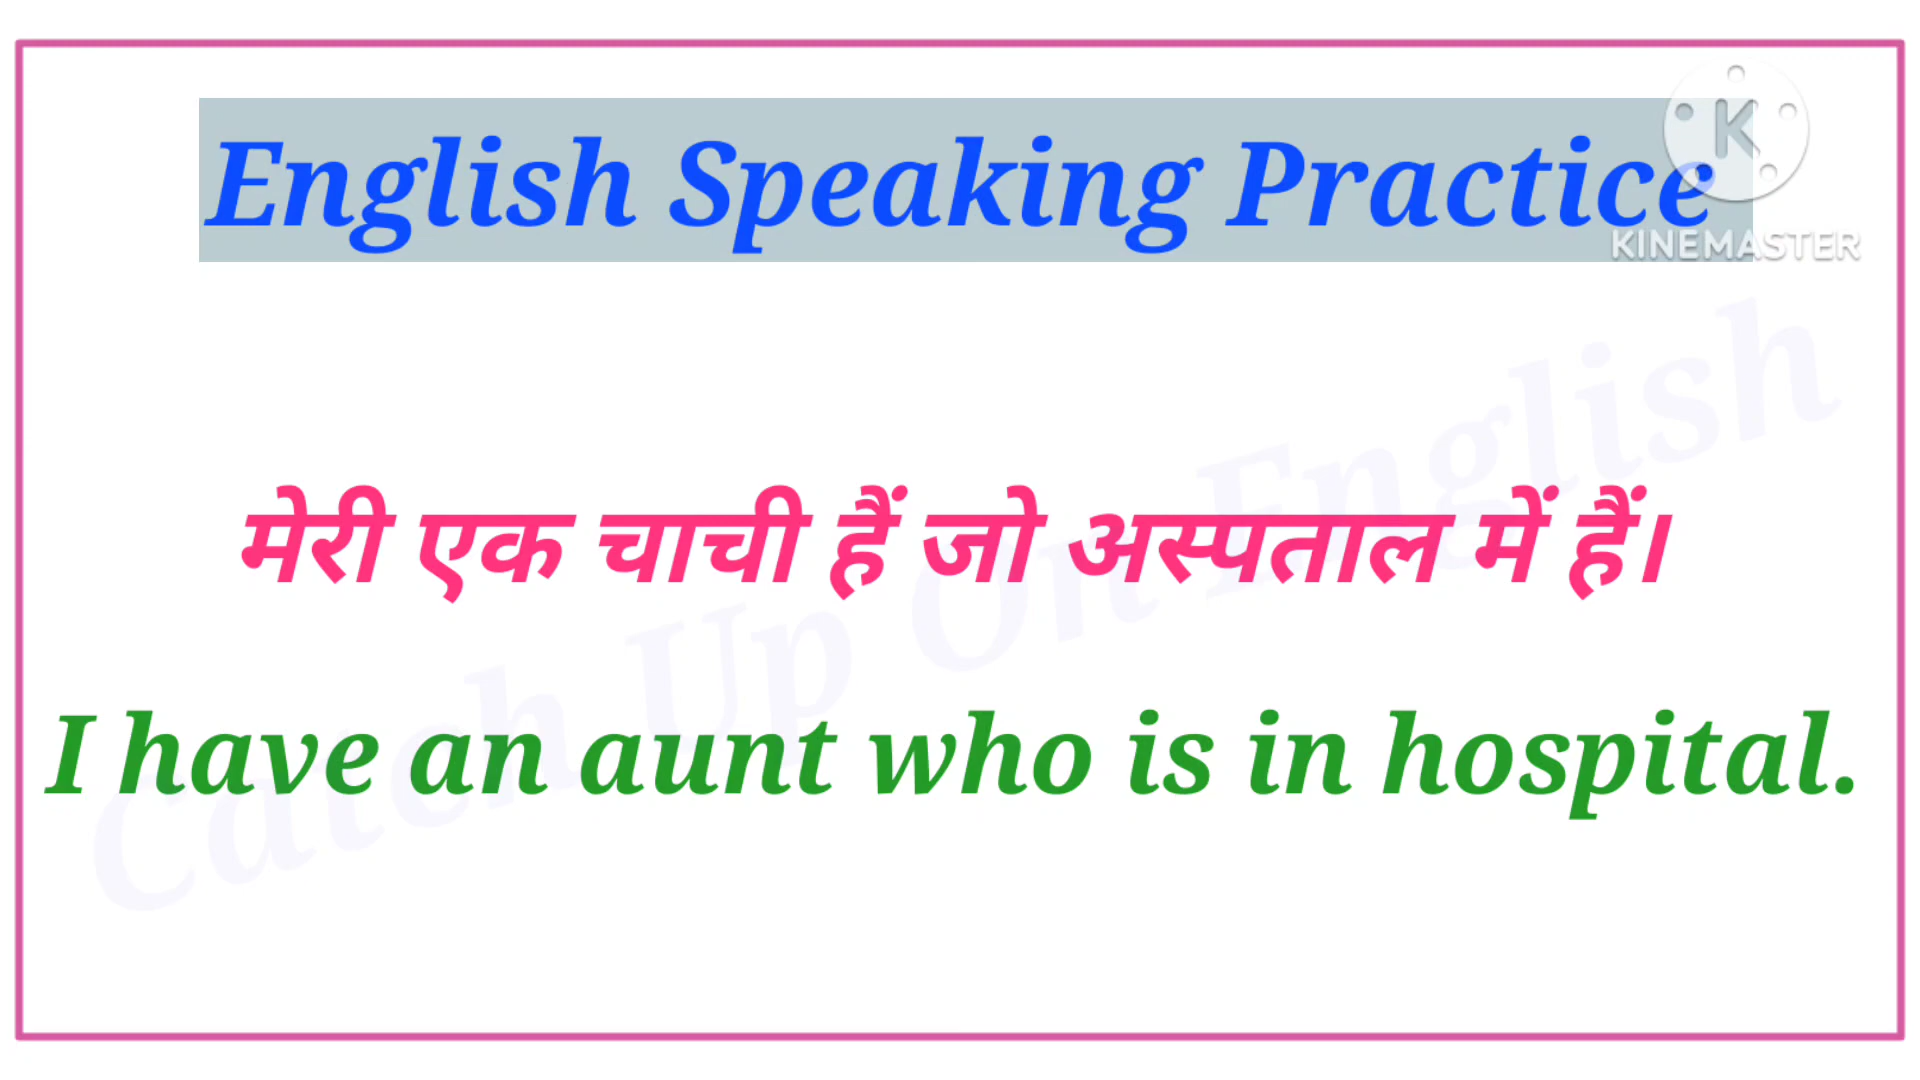 English Speaking Practice
K
KINEMASTER
मेरी एक चाची हैं जो अस्पताल में हैं।
I have an aunt who is in hospital.
Catch Up On English